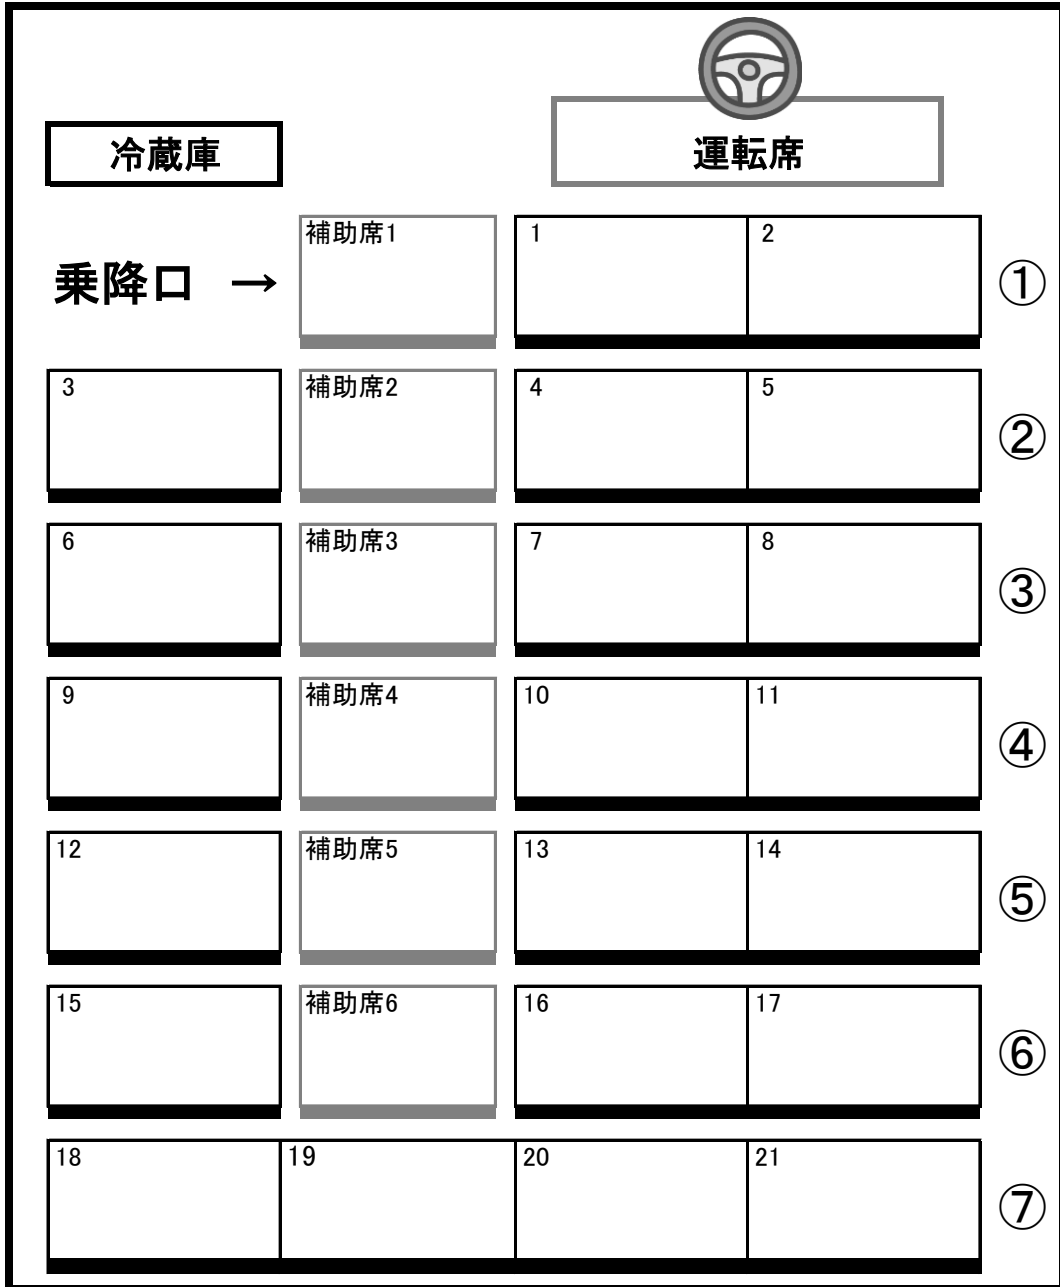 冷蔵庫 運転席
乗降口 → 補助席1 1 2 ①
3 補助席2 4 5 ②
6 補助席3 7 8 ③
9 補助席4 10 11 ④
12 補助席5 13 14 ⑤
15 補助席6 16 17 ⑥
18 19 20 21 ⑦